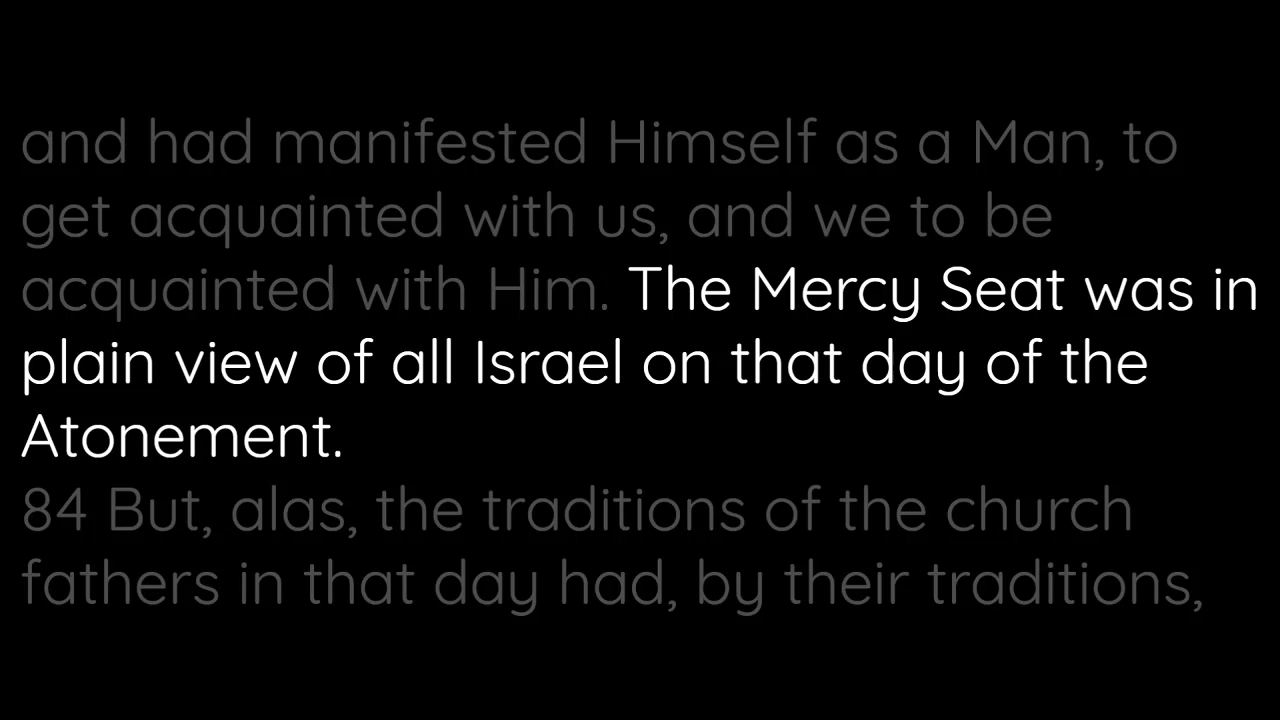 and had manifested Himself as a Man, to
get acquainted with us, and we to be
acquainted with Him. The Mercy Seat was in
plain view of all Israel on that day of the
Atonement.
84 But, alas, the traditions of the church
fathers in that day had, by their traditions,